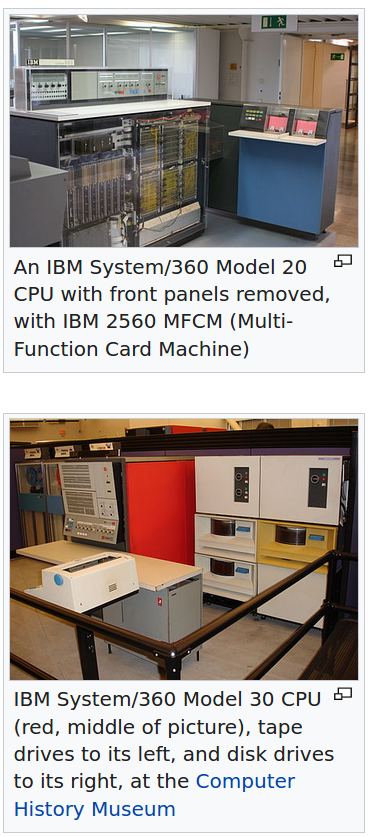 IBM
An IBM System/360 Model 20
CPU with front panels removed,
with IBM 2560 MFCM (Multi-
Function Card Machine)
IBM System/360 Model 30 CPU
(red, middle of picture), tape
drives to its left, and disk drives
to its right, at the Computer
History Museum